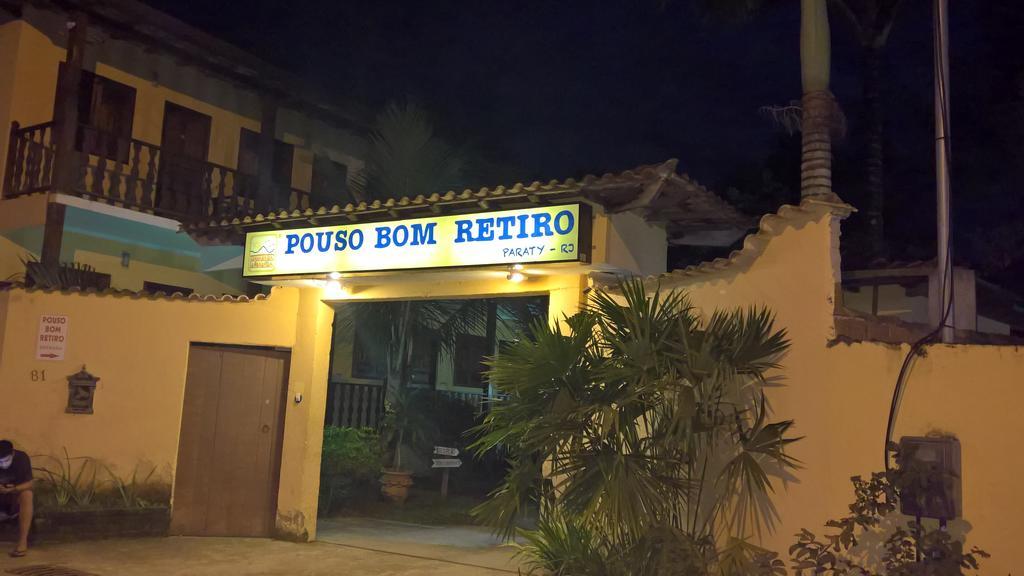 POUSO BOM RETIRO
PARATY - RJ
POUSO
BOM
RETIRO
81